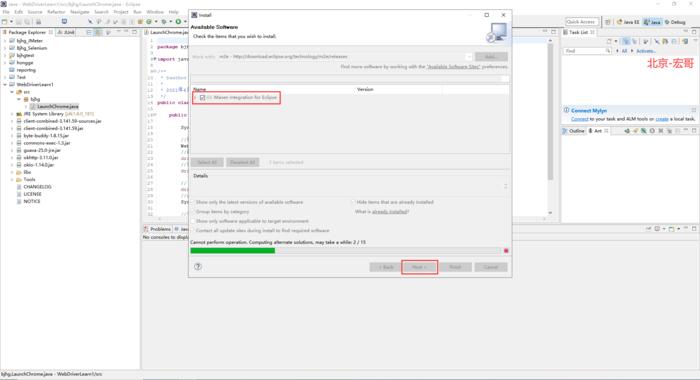 Java - WebDriverLearn1/src/bjhg/LaunchChrome.java - Eclipse
File Edit Source Refactor
Search Project Run Window Help
Quick Access
Java EE
Java
Debug
Package Explorer
JUnit
bjhg_JMeter
bjhg_Selenium
bjhgtest
hongge
reporting
Test
WebDriverLearn1
src
bjhg
LaunchChrome.java
JRE System Library [jdk1.8.0_181]
client-combined-3.141.59-sources.jar
client-combined-3.141.59.jar
byte-buddy-1.8.15.jar
commons-exec-1.3.jar
guava-25.0-jre.jar
okhttp-3.11.0.jar
okio-1.14.0.jar
libs
Tools
CHANGELOG
LICENSE
NOTICE
LaunchChrome.java
package bjhg
import java
public clas
publi
Syst
Problems
No consoles to displa
Install
Available Software
Check the items that you wish to install.
Work with: m2e - http://download.eclipse.org/technology/m2e/releases
Add...
Find more software by working with the "Available Software Sites" preferences.
Name
Version
Maven Integration for Eclipse
Select All
Deselect All
3 items selected
Details
Show only the latest versions of available software
Hide items that are already installed
Group items by category
What is already installed?
Show only software applicable to target environment
Contact all update sites during install to find required software
Cannot perform operation. Computing alternate solutions, may take a while: 2 / 15
< Back
Next >
Finish
Cancel
Task List
北京-宏哥
Find
All
Activate...
Connect Mylyn
Connect to your task and ALM tools or create a local task.
Outline
Ant
bjhg.LaunchChrome.java - WebDriverLearn1/src